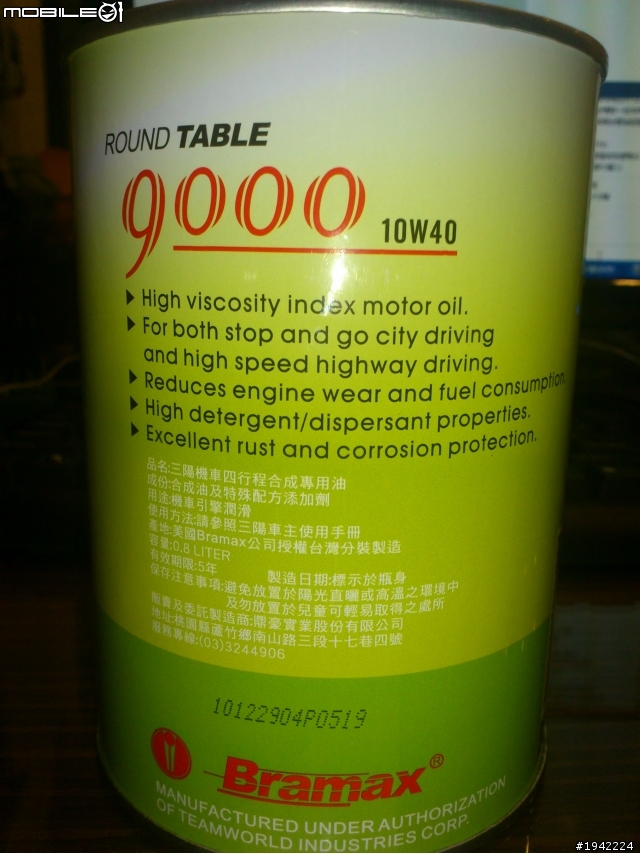 MOBILE01
ROUND TABLE
9000 10W40
High viscosity index motor oil.
For both stop and go city driving
and high speed highway driving.
Reduces engine wear and fuel consumption.
High detergent/dispersant properties.
Excellent rust and corrosion protection.
品名:三陽機車四行程合成專用油
成份:合成油及特殊配方添加劑
用途:機車引擎潤滑
使用方法:請參照三陽車主使用手冊
產地:美國Bramax公司授權台灣分裝製造
容量:0.8 LITER
有效期限:5年 製造日期:標示於瓶身
保存注意事項:避免放置於陽光直曬或高溫之環境中
及勿放置於兒童可輕易取得之處所
販賣及委託製造商:鼎豪實業股份有限公司
地址:桃園縣蘆竹鄉南山路三段十七巷四號
服務專線:(03)3244906
10122904P0519
Bramax®
MANUFACTURED UNDER AUTHORIZATION
OF TEAMWORLD INDUSTRIES CORP.
#1942224